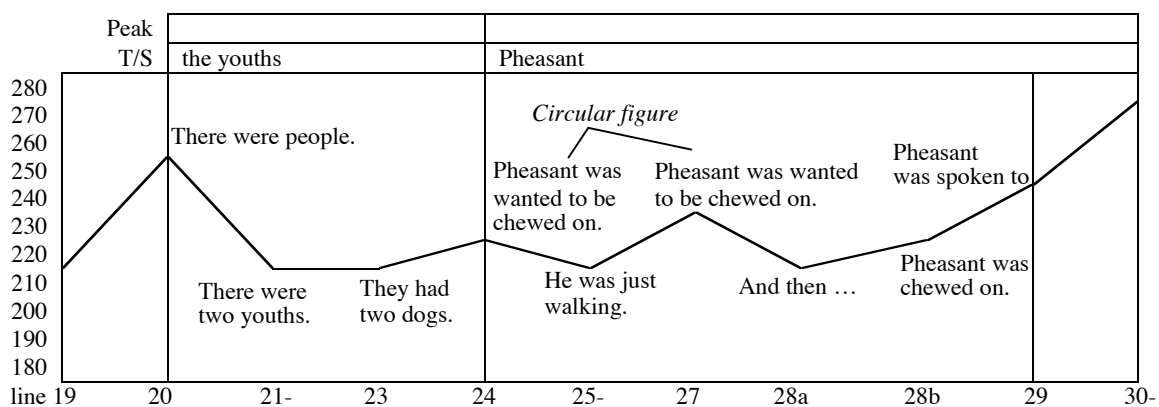 Peak
T/S the youths Pheasant
280
270
260
250
240
230
220
210
200
190
180
There were people.
Circular figure
Pheasant was
wanted to be
chewed on.
Pheasant was wanted
to be chewed on.
Pheasant
was spoken to
There were
two youths.
They had
two dogs.
He was just
walking.
And then …
Pheasant was
chewed on.
line 19 20 21- 23 24 25- 27 28a 28b 29 30-